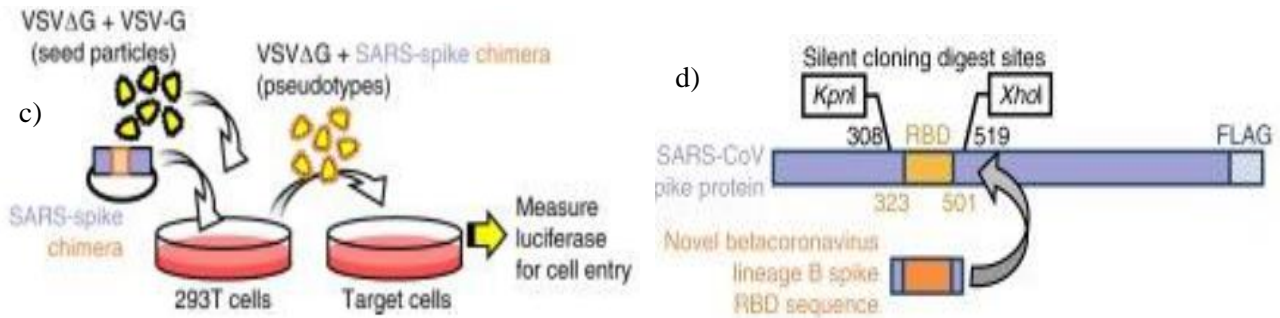 VSVΔG + VSV-G
(seed particles)
VSVΔG + SARS-spike chimera
(pseudotypes)
c)
SARS-spike
chimera
293T cells
Target cells
Measure
luciferase
for cell entry
d)
Silent cloning digest sites
KpnI
XhoI
308
RBD
519
FLAG
SARS-CoV
pike protein
323
501
Novel betacoronavirus
lineage B spike
RBD sequence